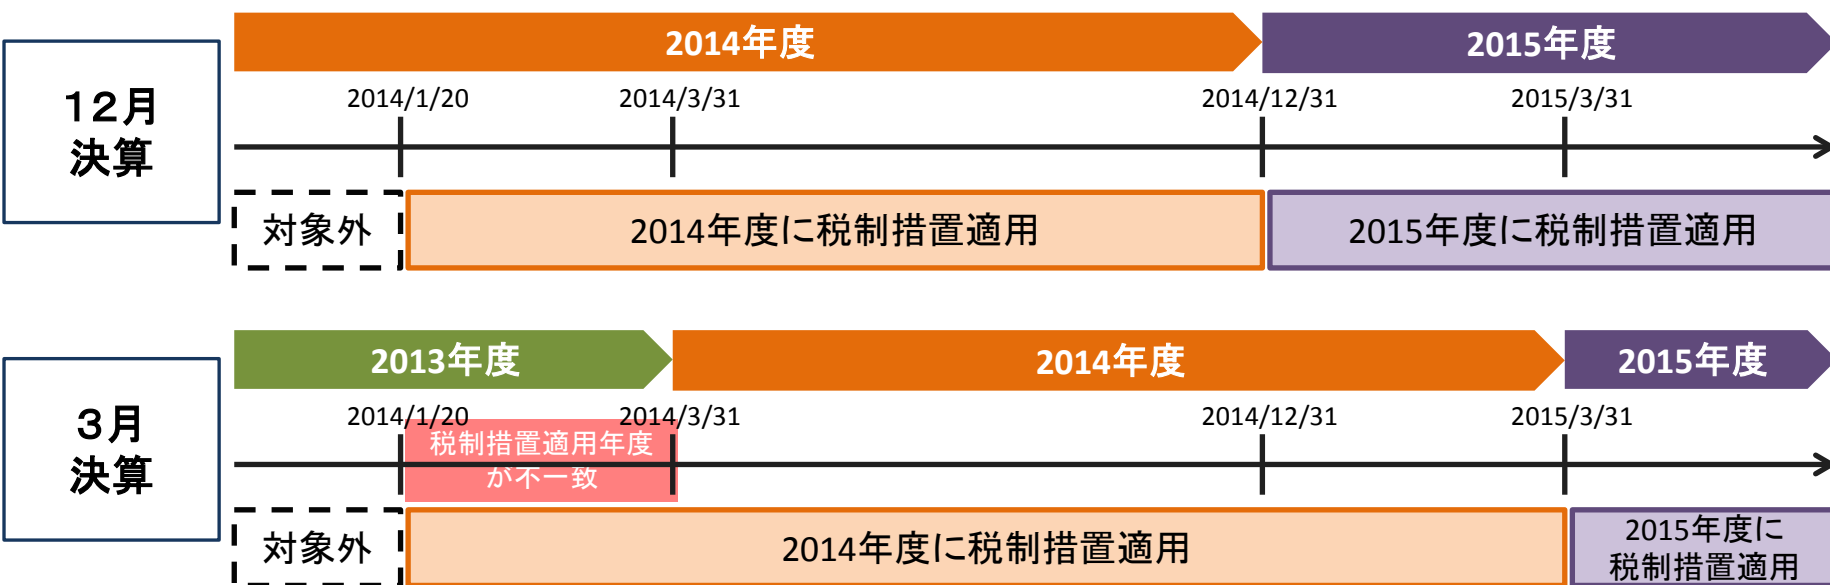 2014年度
2015年度
12月
決算
2014/1/20
2014/3/31
2014/12/31
2015/3/31
対象外
2014年度に税制措置適用
2015年度に税制措置適用
2013年度
2014年度
2015年度
3月
決算
2014/1/20
2014/3/31
2014/12/31
2015/3/31
税制措置適用年度
が不一致
対象外
2014年度に税制措置適用
2015年度に
税制措置適用